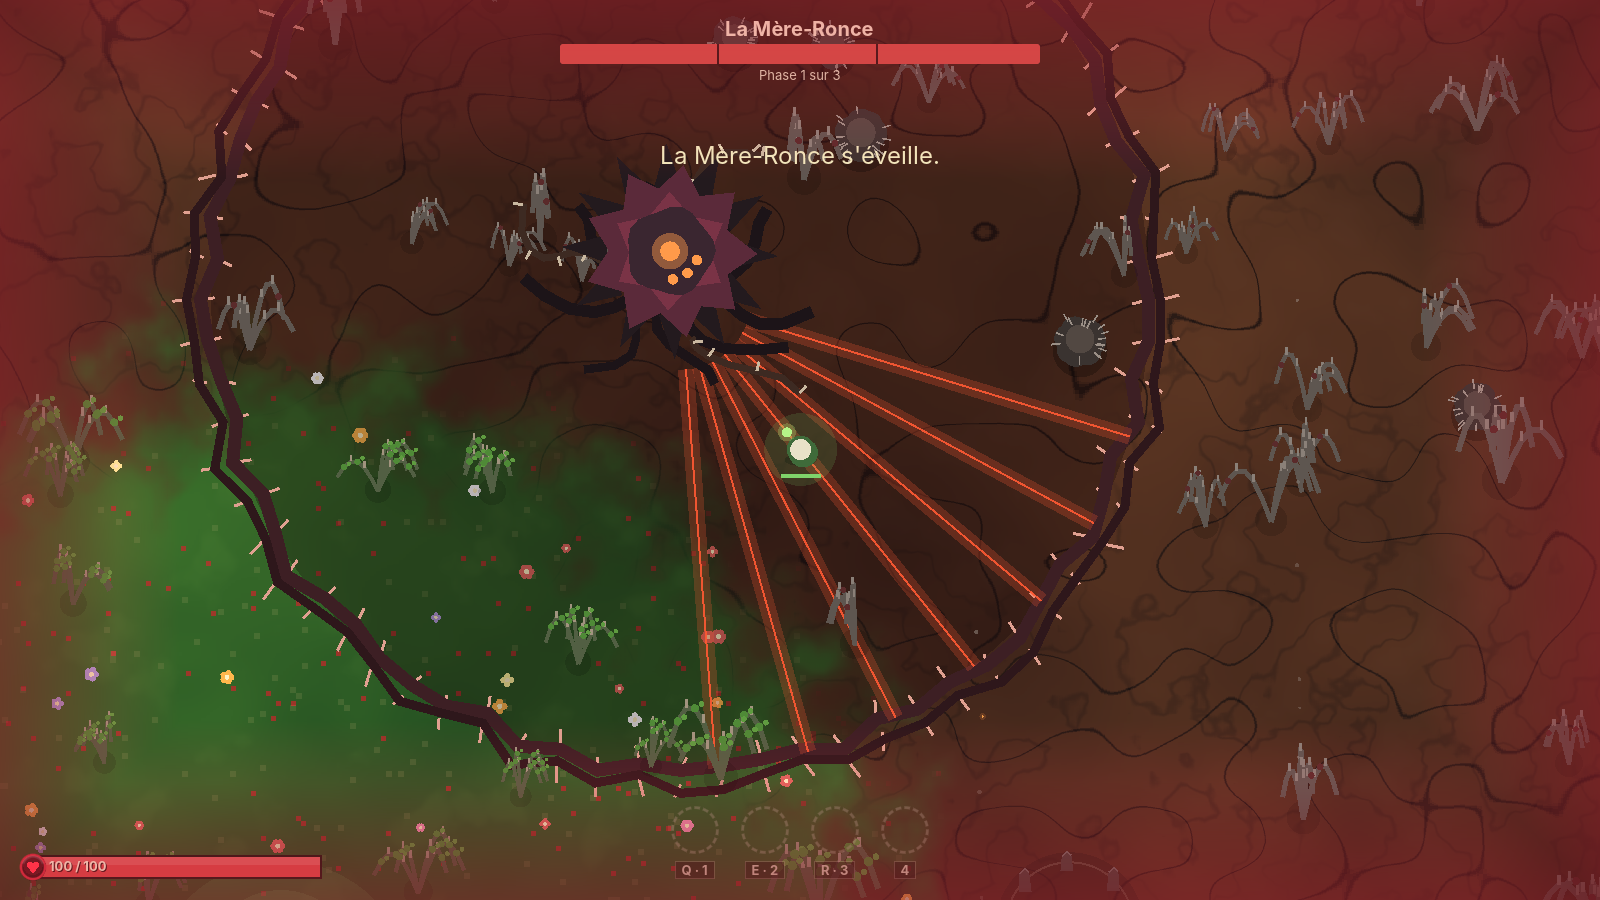 La Mère-Ronce
Phase 1 sur 3
La Mère-Ronce s'éveille.
100 / 100
Q · 1
E · 2
R · 3
4